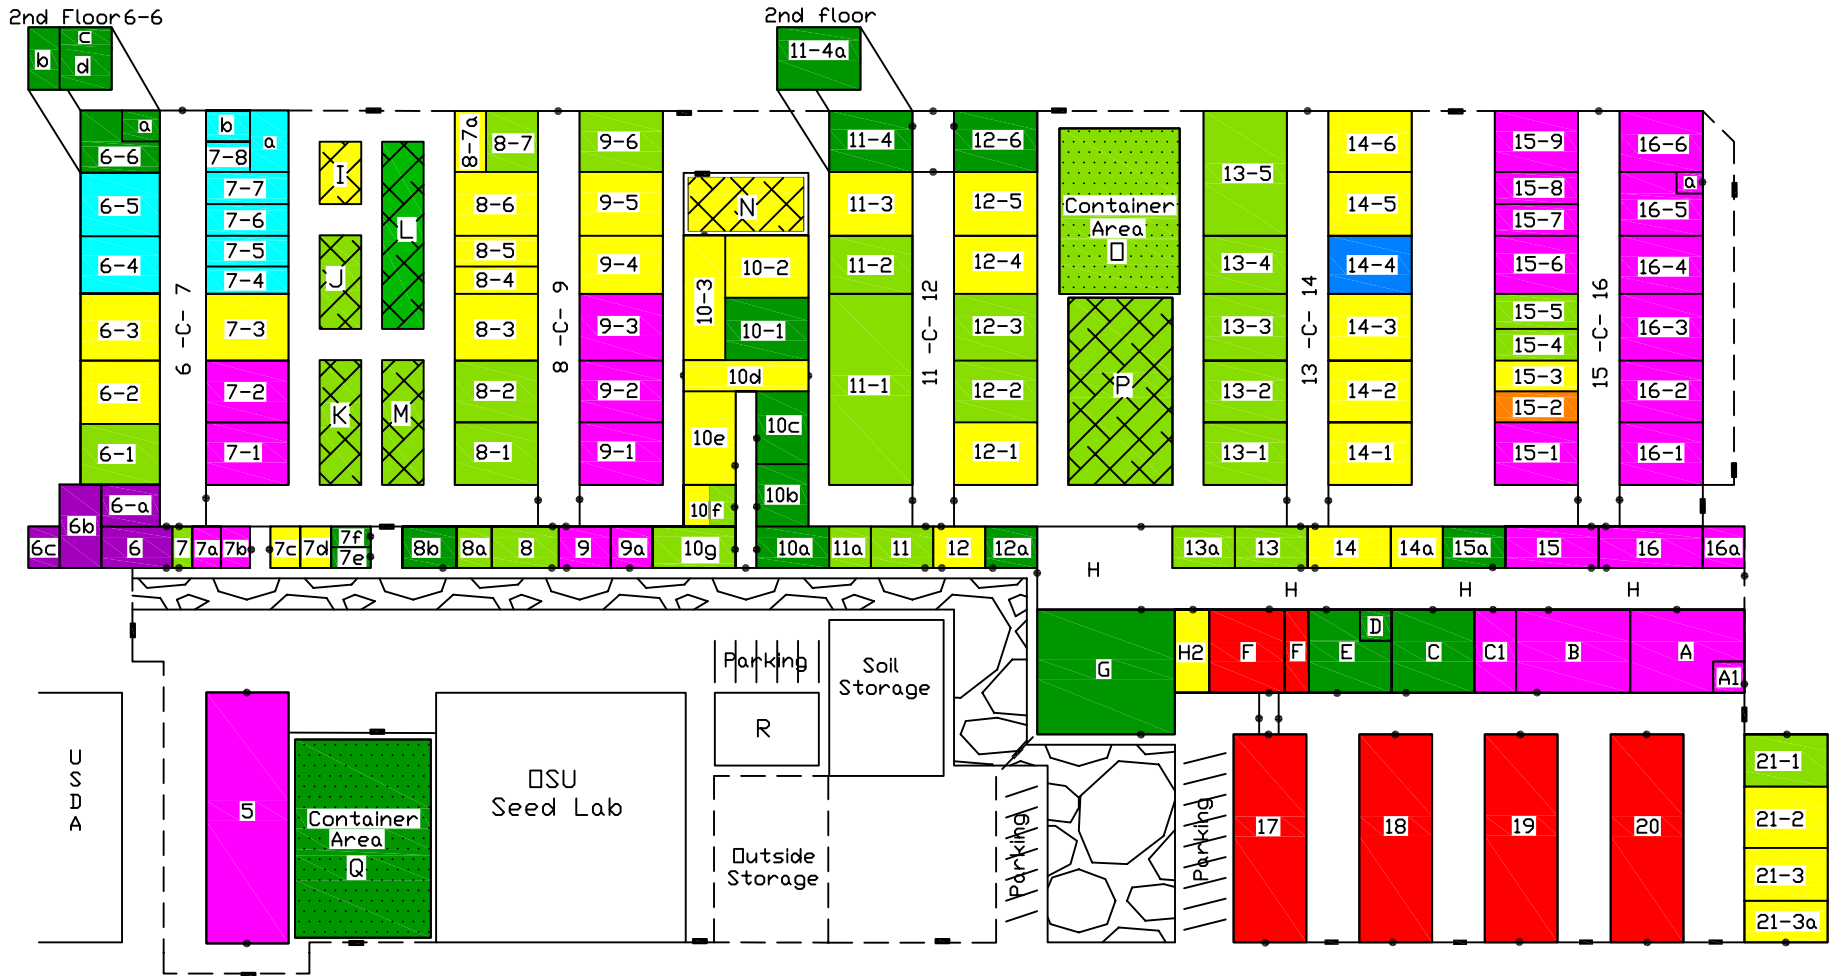 2nd Floor 6-6
2nd floor
b
c
d
11-4a
a
6-6
b
a
7-8
8-7a
8-7
9-6
11-4
12-6
14-6
15-9
16-6
I
L
7-7
13-5
15-8
a
6-5
7-6
8-6
9-5
N
11-3
12-5
Container
Area
O
14-5
15-7
16-5
6-4
7-5
7-4
J
8-5
8-4
9-4
10-3
10-2
11-2
12-4
13-4
14-4
15-6
16-4
6-3
6 -C- 7
7-3
8-3
8 -C- 9
9-3
10-1
11 -C- 12
12-3
13-3
13 -C- 14
14-3
15-5
15-4
15 -C- 16
16-3
6-2
7-2
K
M
8-2
9-2
10d
11-1
12-2
P
13-2
14-2
15-3
15-2
16-2
6-1
7-1
8-1
9-1
10e
10c
12-1
13-1
14-1
15-1
16-1
6-a
6b
10f
10b
6c
6
7
7a
7b
7c
7d
7f
7e
8b
8a
8
9
9a
10g
10a
11a
11
12
12a
13a
13
14
14a
15a
15
16
16a
H
H
H
H
Parking
Soil
Storage
G
H2
F
F
E
D
C
C1
B
A
A1
R
USDA
5
Container
Area
Q
OSU
Seed Lab
Outside
Storage
Parking
Parking
17
18
19
20
21-1
21-2
21-3
21-3a